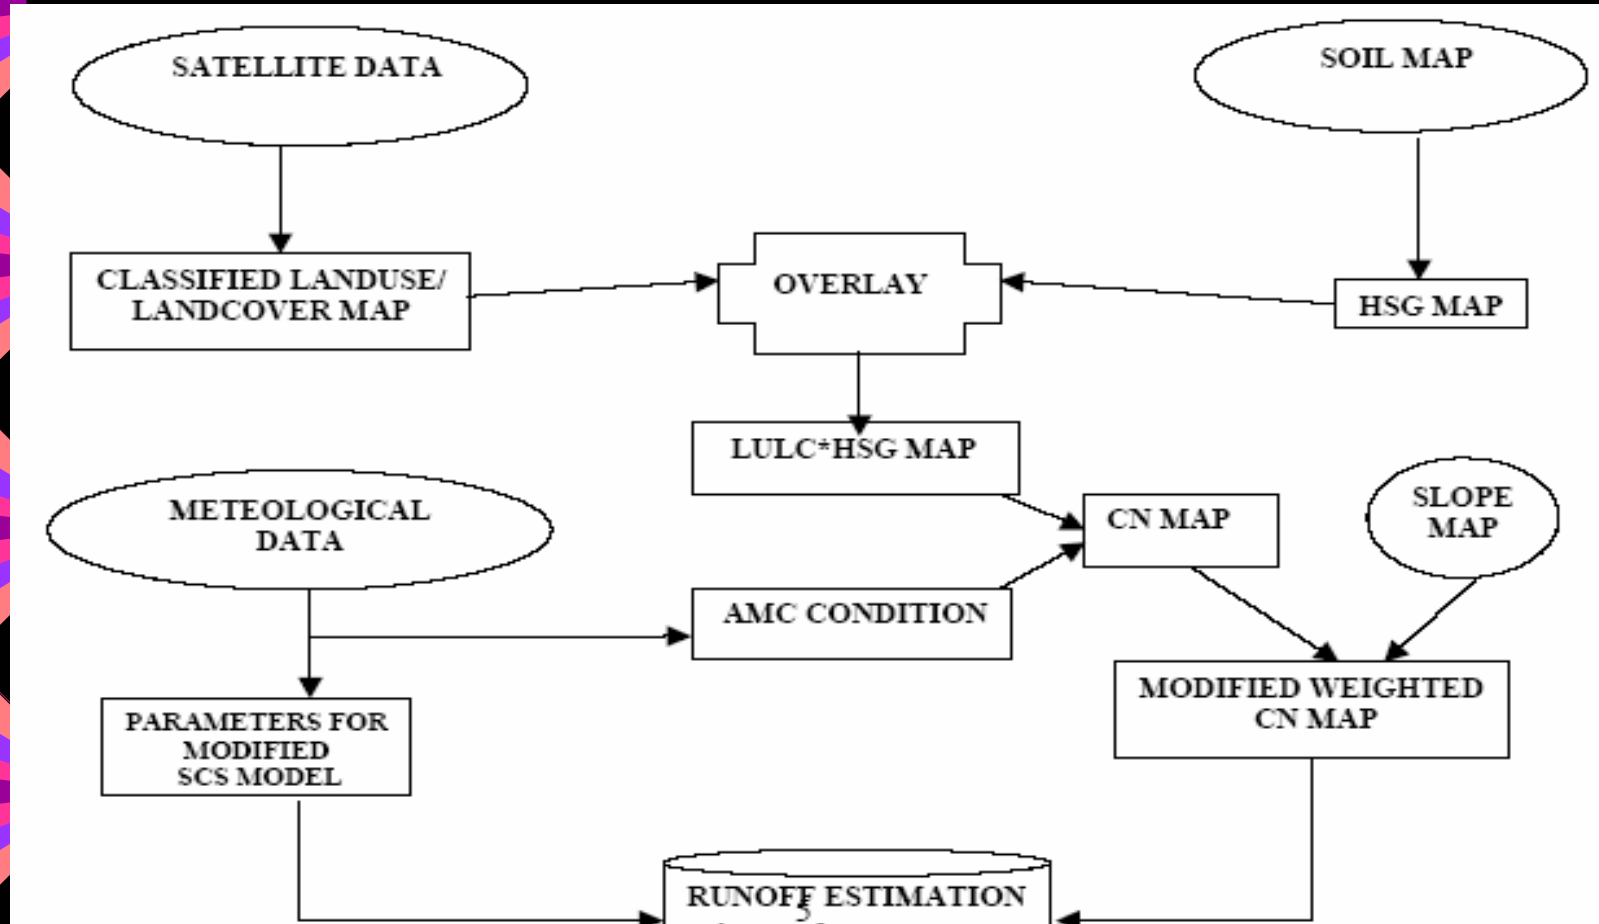 SATELLITE DATA
SOIL MAP
CLASSIFIED LANDUSE/
LANDCOVER MAP
OVERLAY
HSG MAP
LULC*HSG MAP
METEOLOGICAL
DATA
CN MAP
SLOPE
MAP
AMC CONDITION
MODIFIED WEIGHTED
CN MAP
PARAMETERS FOR
MODIFIED
SCS MODEL
RUNOFF ESTIMATION
5